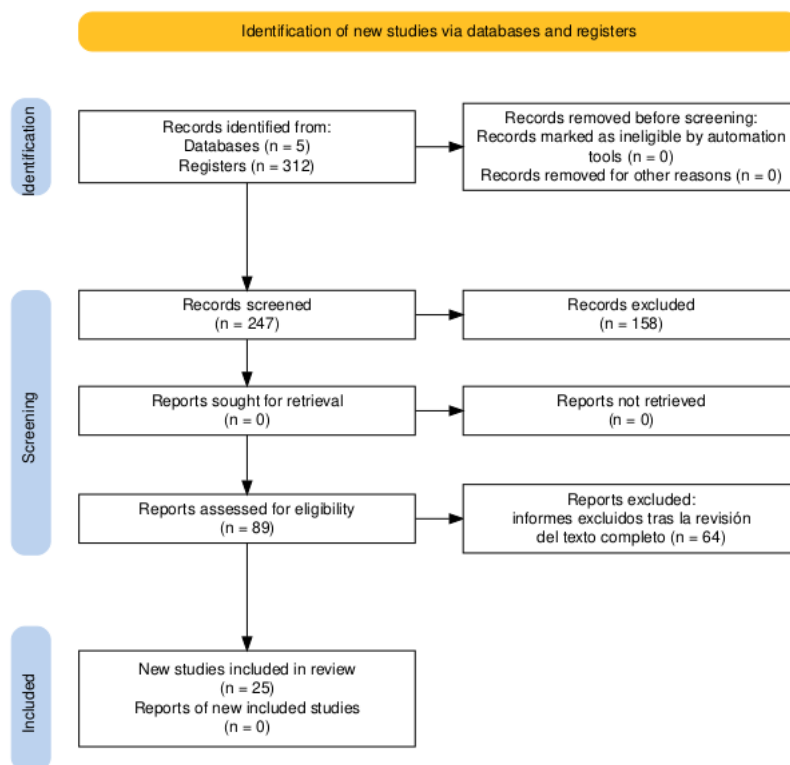 Identification of new studies via databases and registers
Identification
Records identified from:
Databases (n = 5)
Registers (n = 312)
Records removed before screening:
Records marked as ineligible by automation
tools (n = 0)
Records removed for other reasons (n = 0)
Screening
Records screened
(n = 247)
Records excluded
(n = 158)
Reports sought for retrieval
(n = 0)
Reports not retrieved
(n = 0)
Reports assessed for eligibility
(n = 89)
Reports excluded:
informes excluidos tras la revisión
del texto completo (n = 64)
Included
New studies included in review
(n = 25)
Reports of new included studies
(n = 0)